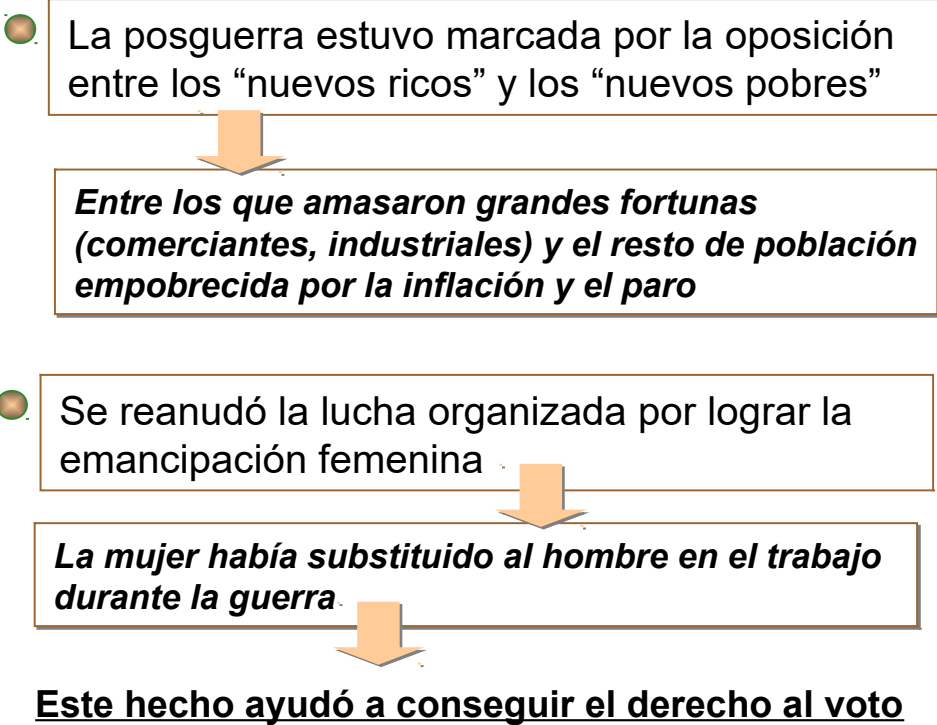 La posguerra estuvo marcada por la oposición
entre los “nuevos ricos” y los “nuevos pobres”
Entre los que amasaron grandes fortunas
(comerciantes, industriales) y el resto de población
empobrecida por la inflación y el paro
Se reanudó la lucha organizada por lograr la
emancipación femenina
La mujer había substituido al hombre en el trabajo
durante la guerra
Este hecho ayudó a conseguir el derecho al voto